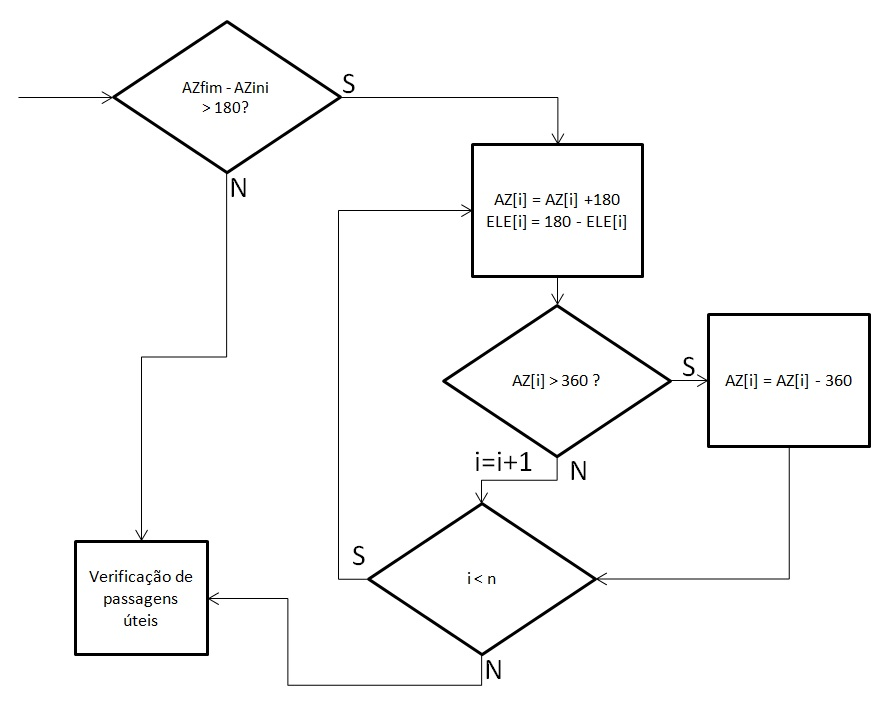 AZfim - AZini
> 180?
S
N
AZ[i] = AZ[i] +180
ELE[i] = 180 - ELE[i]
AZ[i] > 360 ?
S
AZ[i] = AZ[i] - 360
i=i+1
N
S
i < n
N
Verificação de
passagens
úteis